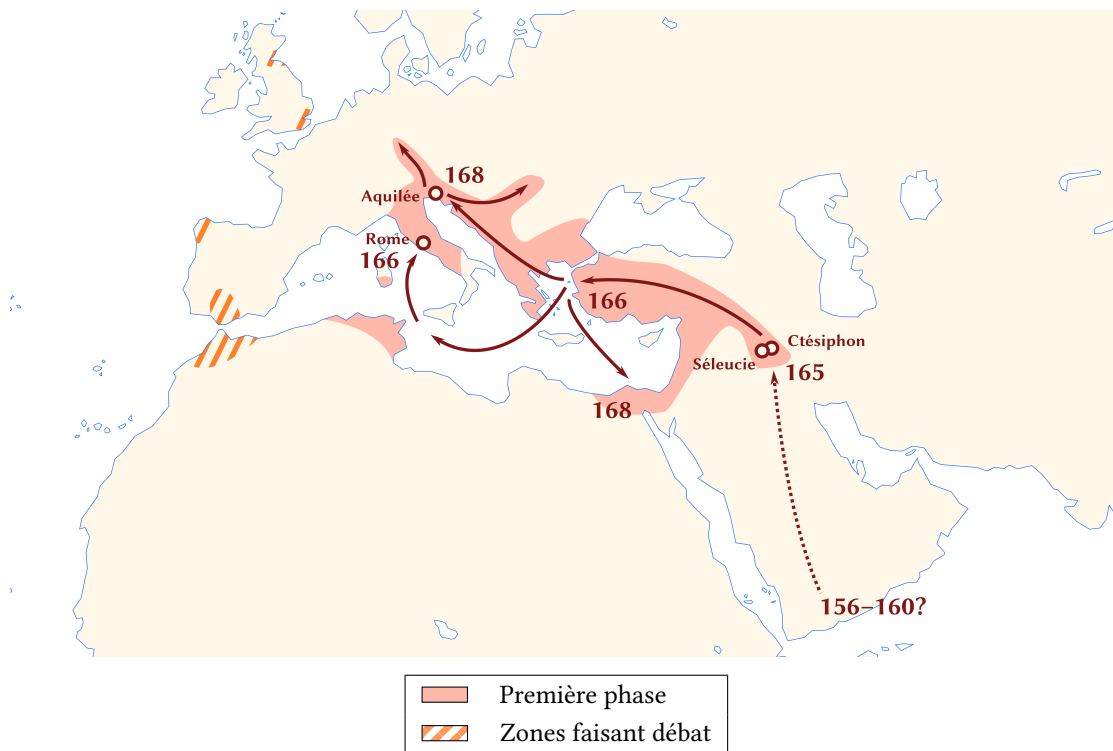 168
Aquilée
Rome
166
166
Ctésiphon
Séleucie
165
168
156–160?
Première phase
Zones faisant débat